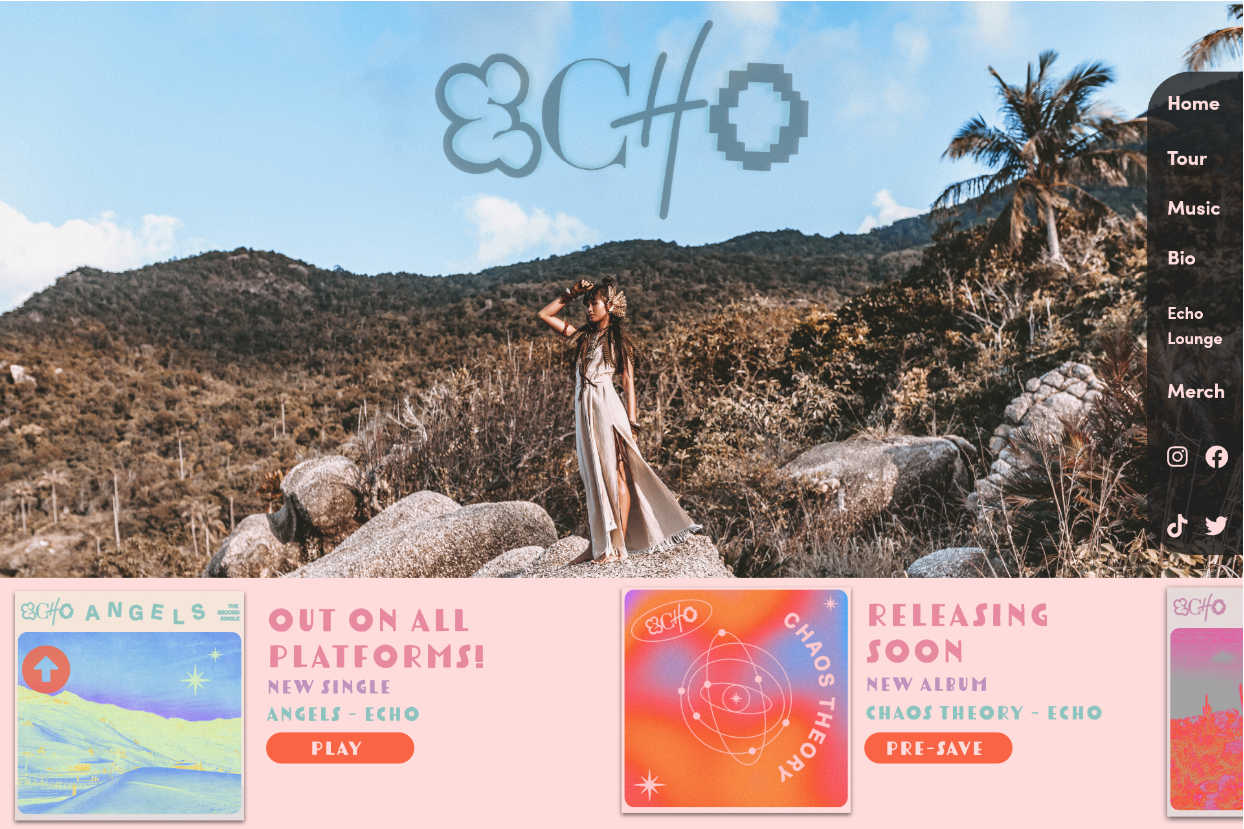 ECHO
Home
Tour
Music
Bio
Echo
Lounge
Merch
ECHO ANGELS
THE
SECOND
SINGLE
OUT ON ALL
PLATFORMS!
NEW SINGLE
ANGELS - ECHO
PLAY
ECHO
CHAOS THEORY
RELEASING
SOON
NEW ALBUM
CHAOS THEORY - ECHO
PRE-SAVE
ECHO